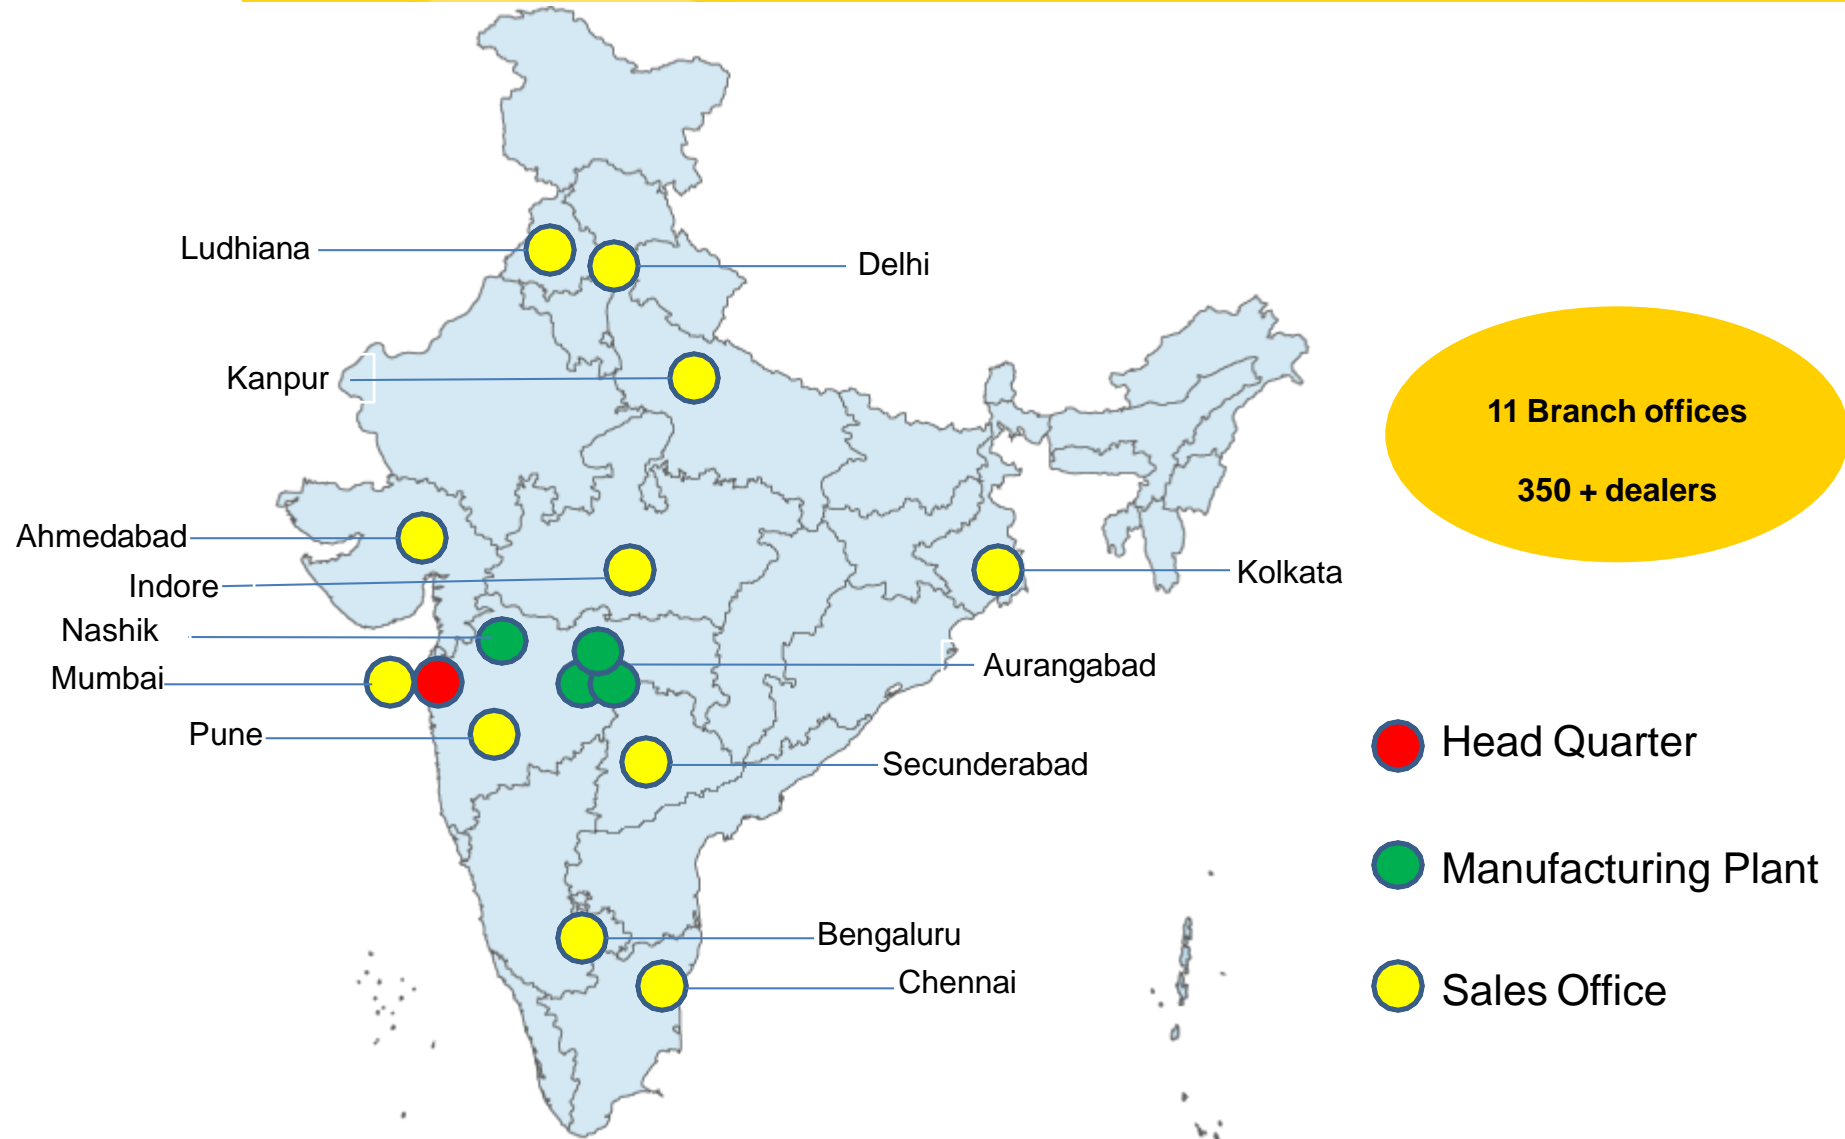 Ludhiana
Delhi
Kanpur
11 Branch offices
350 + dealers
Ahmedabad
Indore
Kolkata
Nashik
Aurangabad
Mumbai
Pune
Secunderabad
Head Quarter
Manufacturing Plant
Bengaluru
Chennai
Sales Office